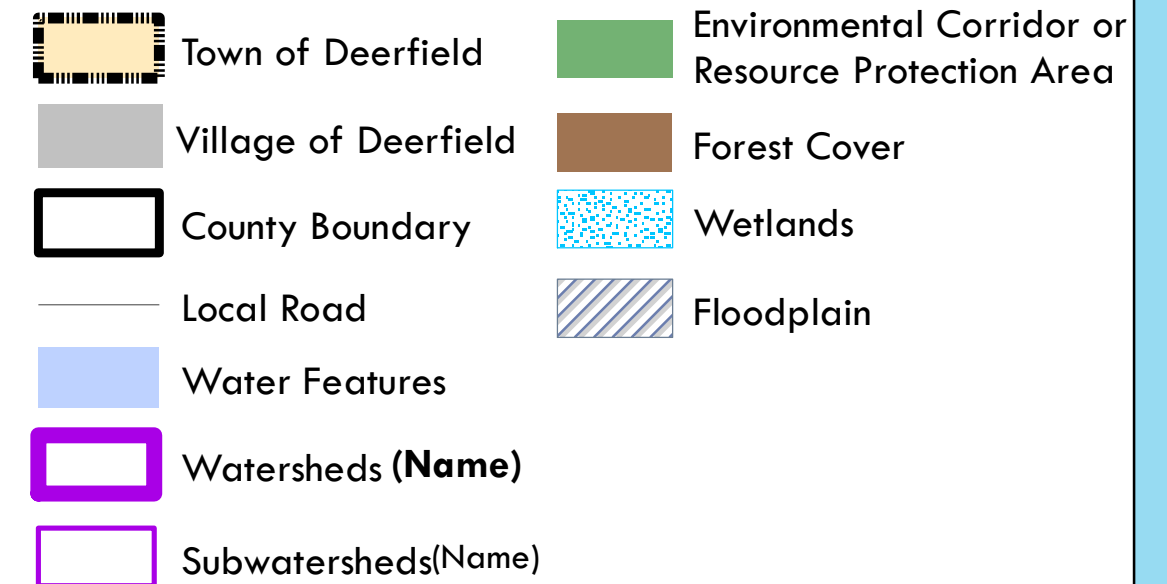 Town of Deerfield
Village of Deerfield
County Boundary
Local Road
Water Features
Watersheds (Name)
Subwatersheds(Name)
Environmental Corridor or
Resource Protection Area
Forest Cover
Wetlands
Floodplain